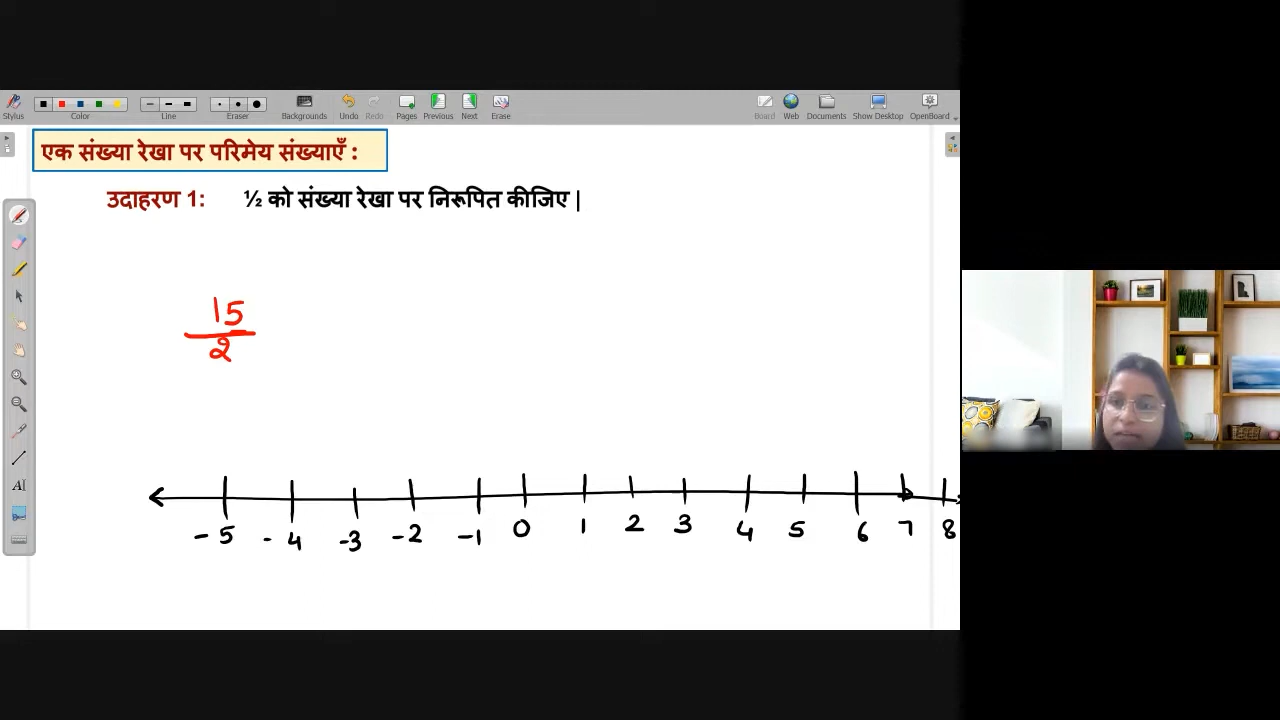 Stylus Color Line Eraser Backgrounds Undo Redo Pages Previous Next Erase Board Web Documents Show Desktop OpenBoard
एक संख्या रेखा पर परिमेय संख्याएँ :
उदाहरण 1: ½ को संख्या रेखा पर निरूपित कीजिए |
15
2
-5 -4 -3 -2 -1 0 1 2 3 4 5 6 7 8